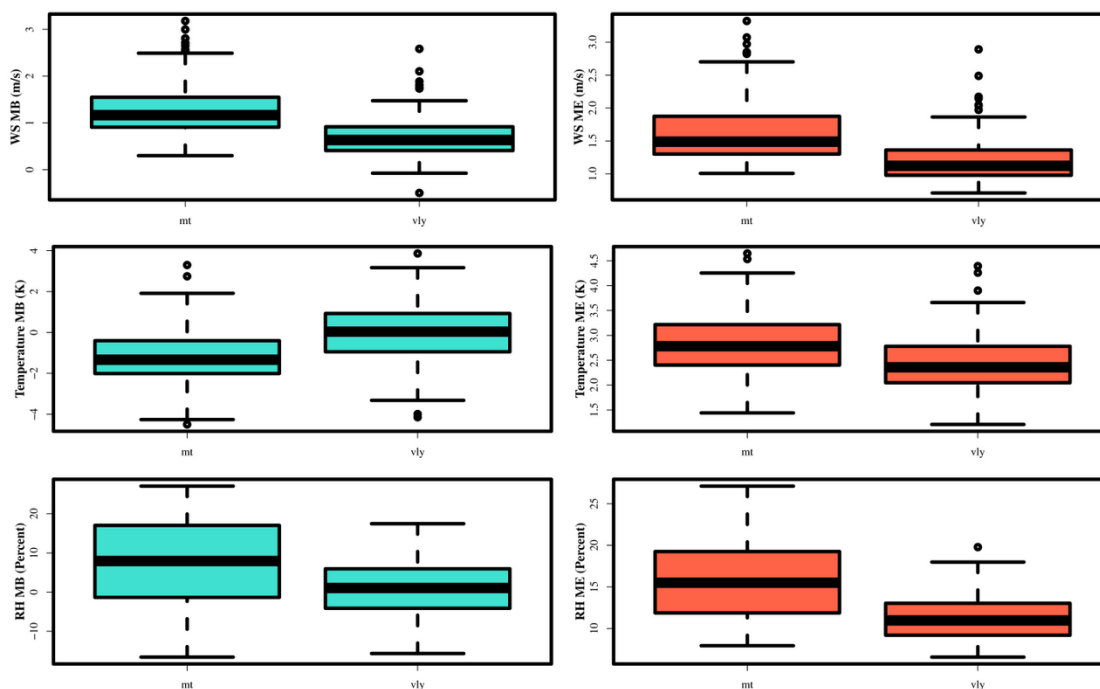 WS MB (m/s)
3
2
1
0
mt
vly
WS ME (m/s)
3.0
2.5
2.0
1.5
1.0
mt
vly
Temperature MB (K)
4
2
0
−2
−4
mt
vly
Temperature ME (K)
4.5
4.0
3.5
3.0
2.5
2.0
1.5
mt
vly
RH MB (Percent)
20
10
0
−10
mt
vly
RH ME (Percent)
25
20
15
10
mt
vly